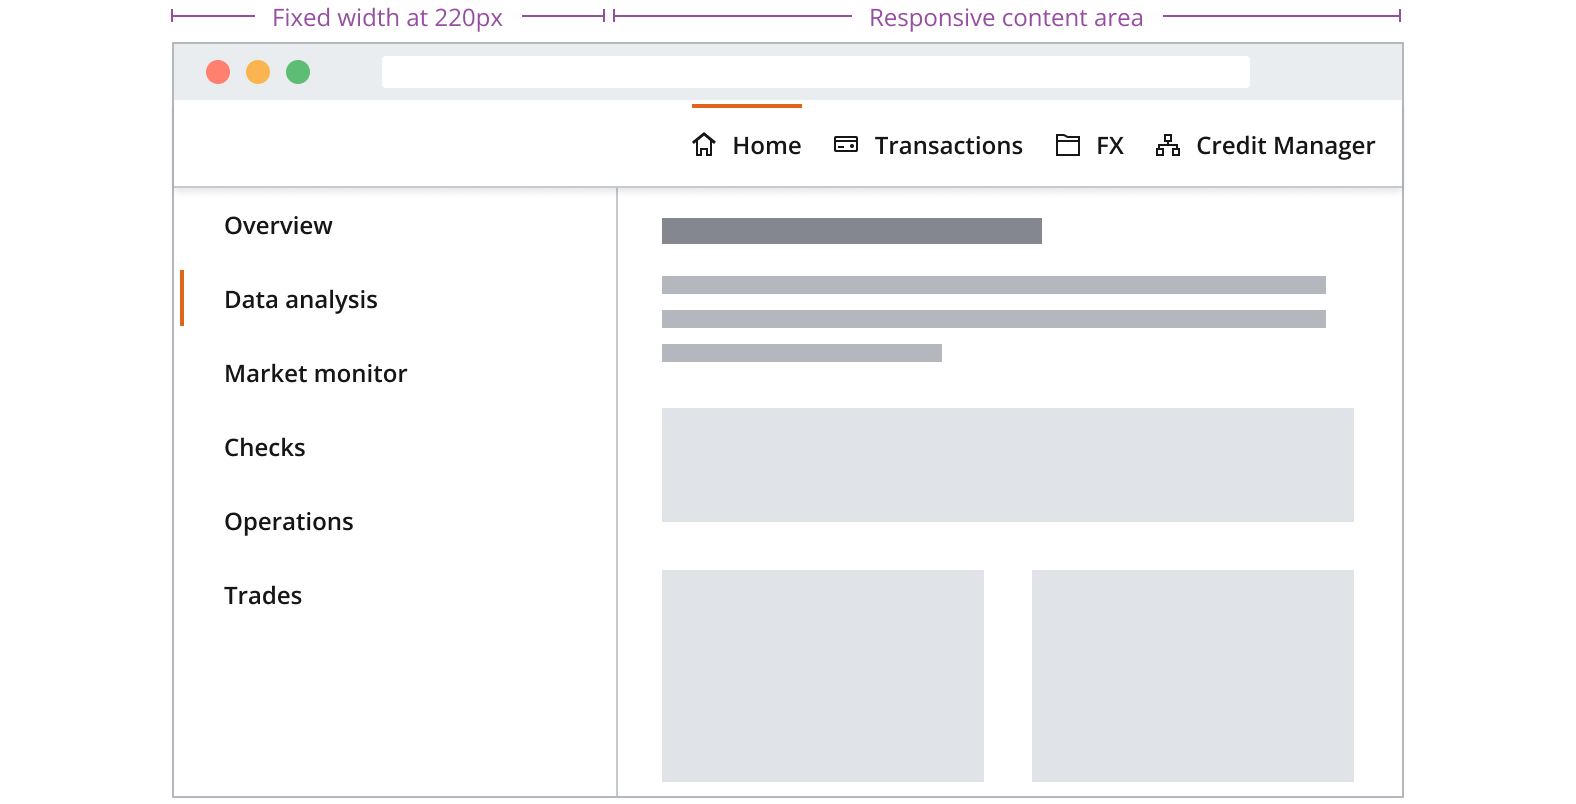 Fixed width at 220px
Responsive content area
Home
Transactions
FX
Credit Manager
Overview
Data analysis
Market monitor
Checks
Operations
Trades